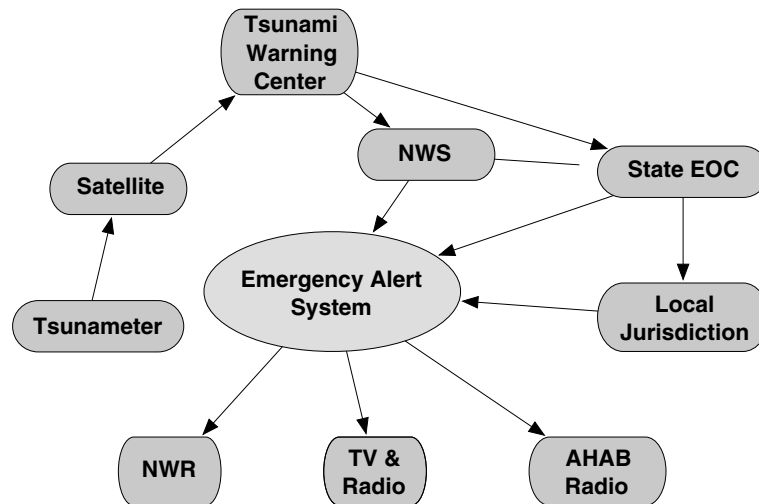 Tsunami
Warning
Center
NWS
State EOC
Satellite
Emergency Alert
System
Tsunameter
Local
Jurisdiction
NWR
TV &
Radio
AHAB
Radio